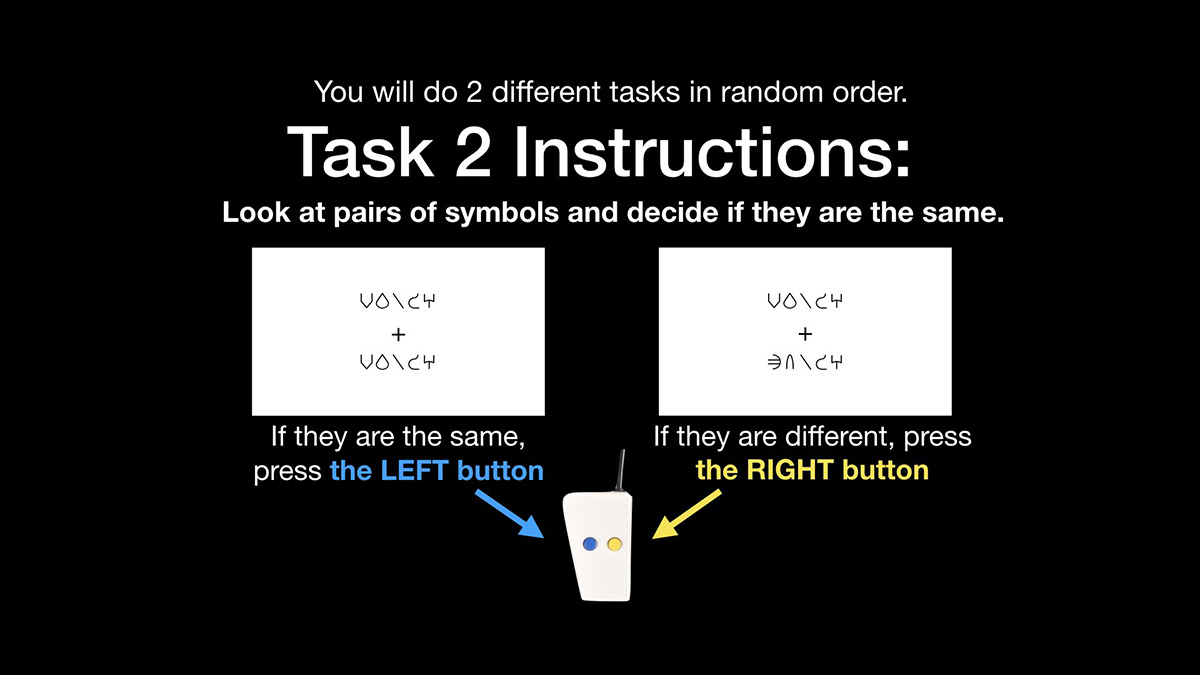 You will do 2 different tasks in random order.
Task 2 Instructions:
Look at pairs of symbols and decide if they are the same.
+
+
If they are the same,
press the LEFT button
If they are different, press
the RIGHT button